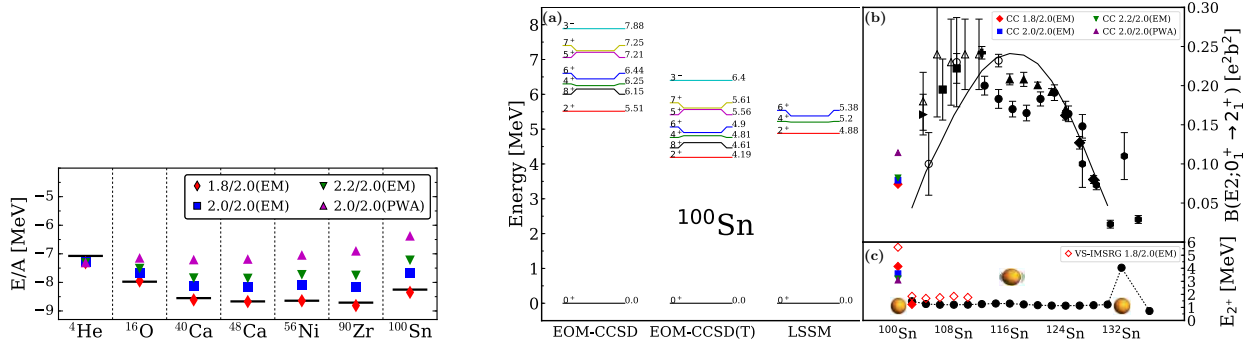 E/A [MeV]
−5
−6
−7
−8
−9
1.8/2.0(EM)
2.0/2.0(EM)
2.2/2.0(EM)
2.0/2.0(PWA)
⁴He
¹⁶O
⁴⁰Ca
⁴⁸Ca
⁵⁶Ni
⁹⁰Zr
¹⁰⁰Sn
(a)
Energy [MeV]
8
7
6
5
4
3
2
1
0
3⁻ 7.88
7⁺ 7.25
5⁺ 7.21
6⁺ 6.44
4⁺ 6.25
8⁺ 6.15
2⁺ 5.51
0⁺ 0.0
3⁻ 6.4
7⁺ 5.61
5⁺ 5.56
6⁺ 4.9
4⁺ 4.81
8⁺ 4.61
2⁺ 4.19
0⁺ 0.0
6⁺ 5.38
4⁺ 5.2
2⁺ 4.88
0⁺ 0.0
¹⁰⁰Sn
EOM-CCSD
EOM-CCSD(T)
LSSM
(b)
CC 1.8/2.0(EM)
CC 2.0/2.0(EM)
CC 2.2/2.0(EM)
CC 2.0/2.0(PWA)
0.30
0.25
0.20
0.15
0.10
0.05
B(E2;0₁⁺ → 2₁⁺) [e²b²]
(c)
VS-IMSRG 1.8/2.0(EM)
6
5
4
3
2
1
0
E₂₊ [MeV]
¹⁰⁰Sn
¹⁰⁸Sn
¹¹⁶Sn
¹²⁴Sn
¹³²Sn